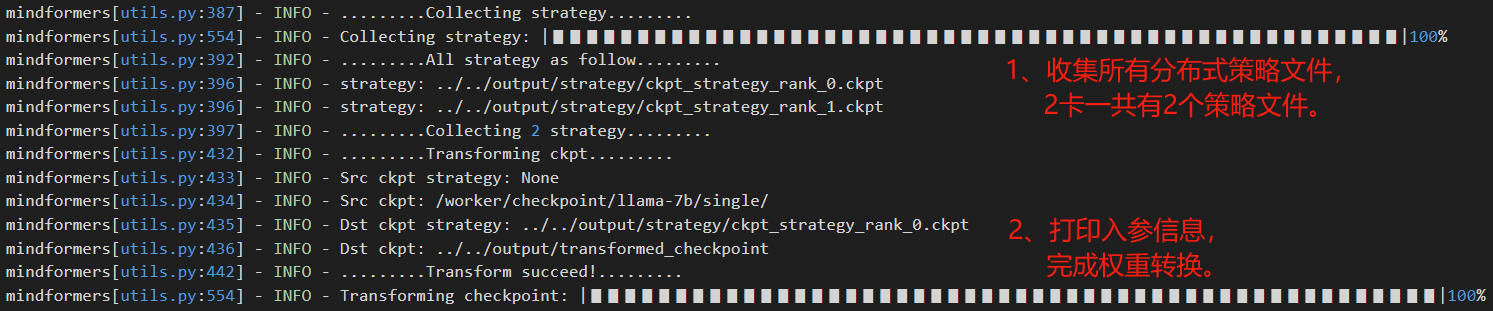 mindformers[utils.py:387] - INFO - .........Collecting strategy.........
mindformers[utils.py:554] - INFO - Collecting strategy: |██████████████████████████████████████████████████|100%
mindformers[utils.py:392] - INFO - .........All strategy as follow.........
mindformers[utils.py:396] - INFO - strategy: ../../output/strategy/ckpt_strategy_rank_0.ckpt
mindformers[utils.py:396] - INFO - strategy: ../../output/strategy/ckpt_strategy_rank_1.ckpt
mindformers[utils.py:397] - INFO - .........Collecting 2 strategy.........
1、收集所有分布式策略文件，
2卡一共有2个策略文件。
mindformers[utils.py:432] - INFO - .........Transforming ckpt.........
mindformers[utils.py:433] - INFO - Src ckpt strategy: None
mindformers[utils.py:434] - INFO - Src ckpt: /worker/checkpoint/llama-7b/single/
mindformers[utils.py:435] - INFO - Dst ckpt strategy: ../../output/strategy/ckpt_strategy_rank_0.ckpt
mindformers[utils.py:436] - INFO - Dst ckpt: ../../output/transformed_checkpoint
mindformers[utils.py:442] - INFO - .........Transform succeed!.........
mindformers[utils.py:554] - INFO - Transforming checkpoint: |██████████████████████████████████████████████████|100%
2、打印入参信息，
完成权重转换。